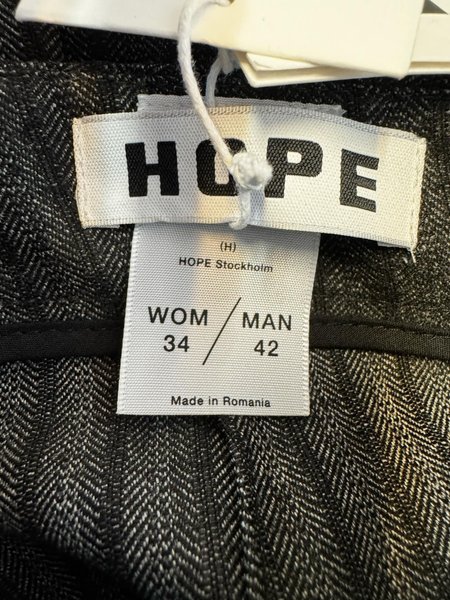 HOPE
(H)
HOPE Stockholm
WOM / MAN
34 / 42
Made in Romania